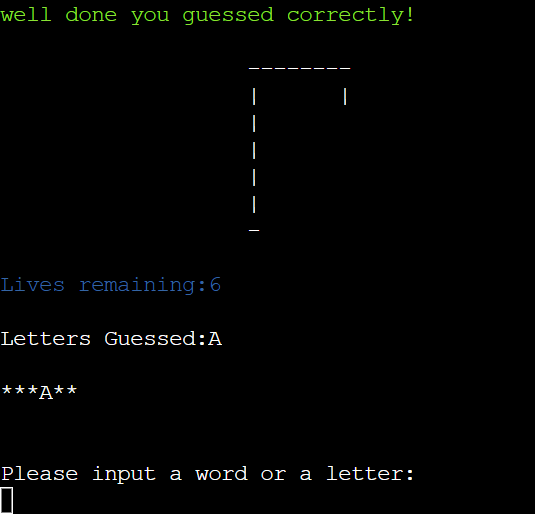 well done you guessed correctly!
--------
|      |
|
|
|
|
-
Lives remaining:6
Letters Guessed:A
***A**
Please input a word or a letter: